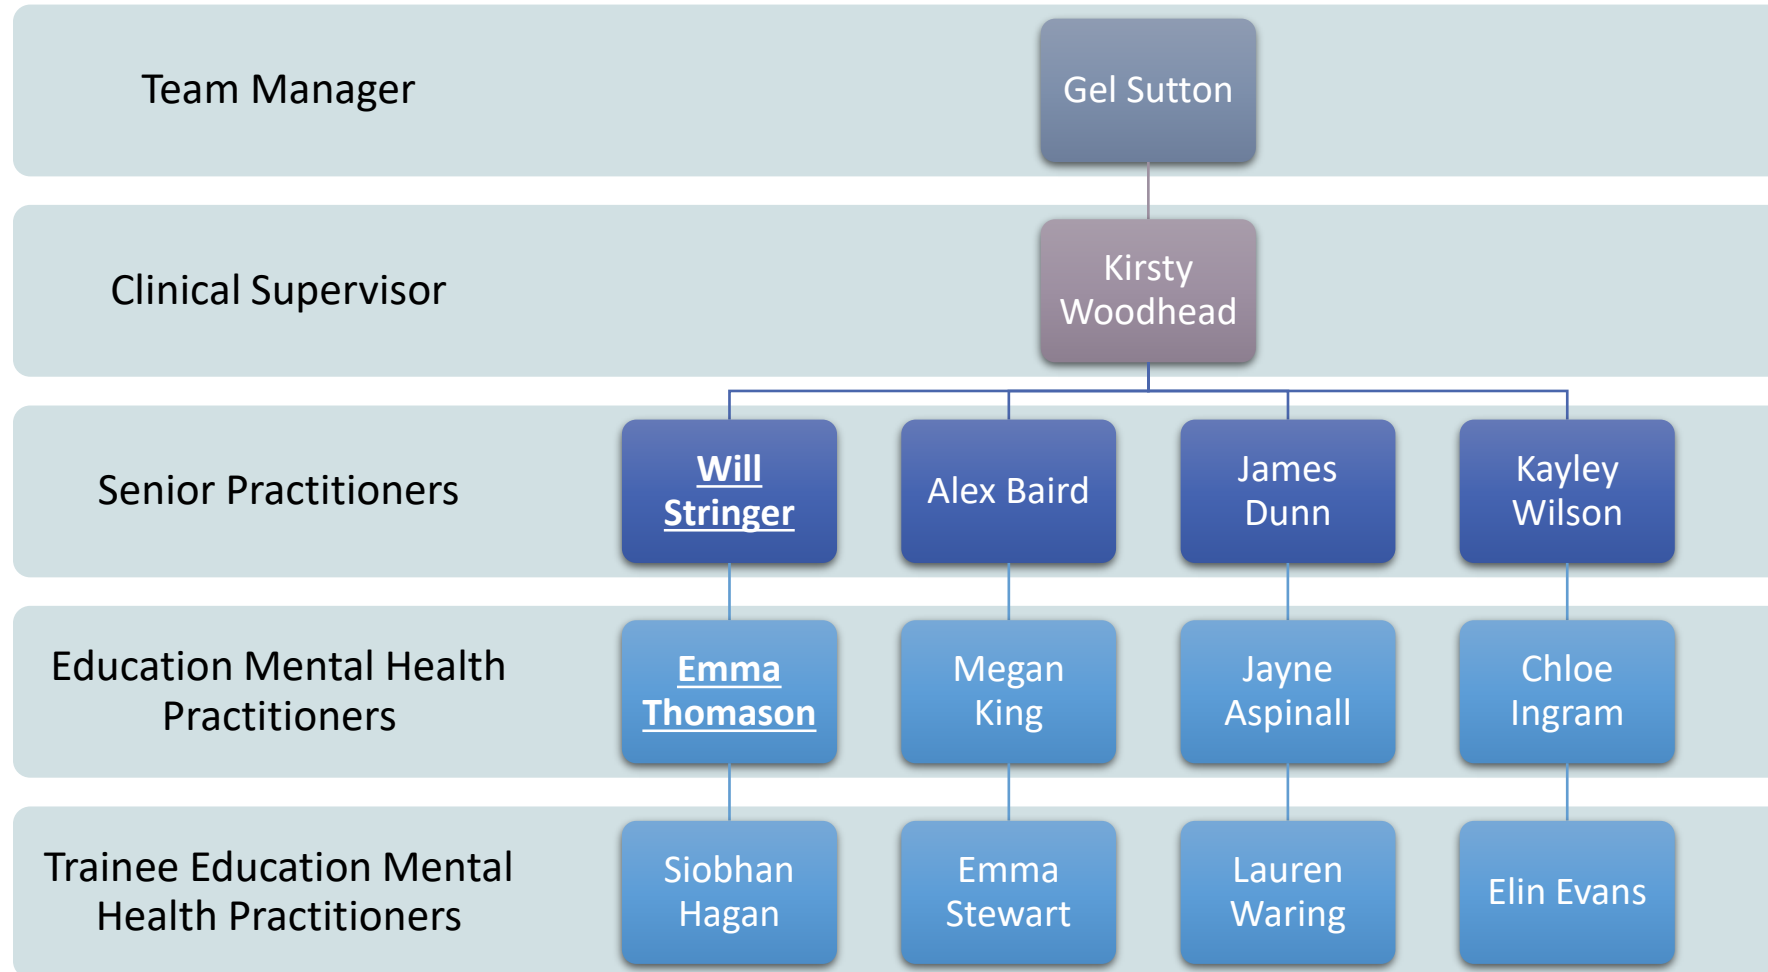 Team Manager
Gel Sutton
Clinical Supervisor
Kirsty
Woodhead
Senior Practitioners
Will
Stringer
Alex Baird
James
Dunn
Kayley
Wilson
Education Mental Health
Practitioners
Emma
Thomason
Megan
King
Jayne
Aspinall
Chloe
Ingram
Trainee Education Mental
Health Practitioners
Siobhan
Hagan
Emma
Stewart
Lauren
Waring
Elin Evans